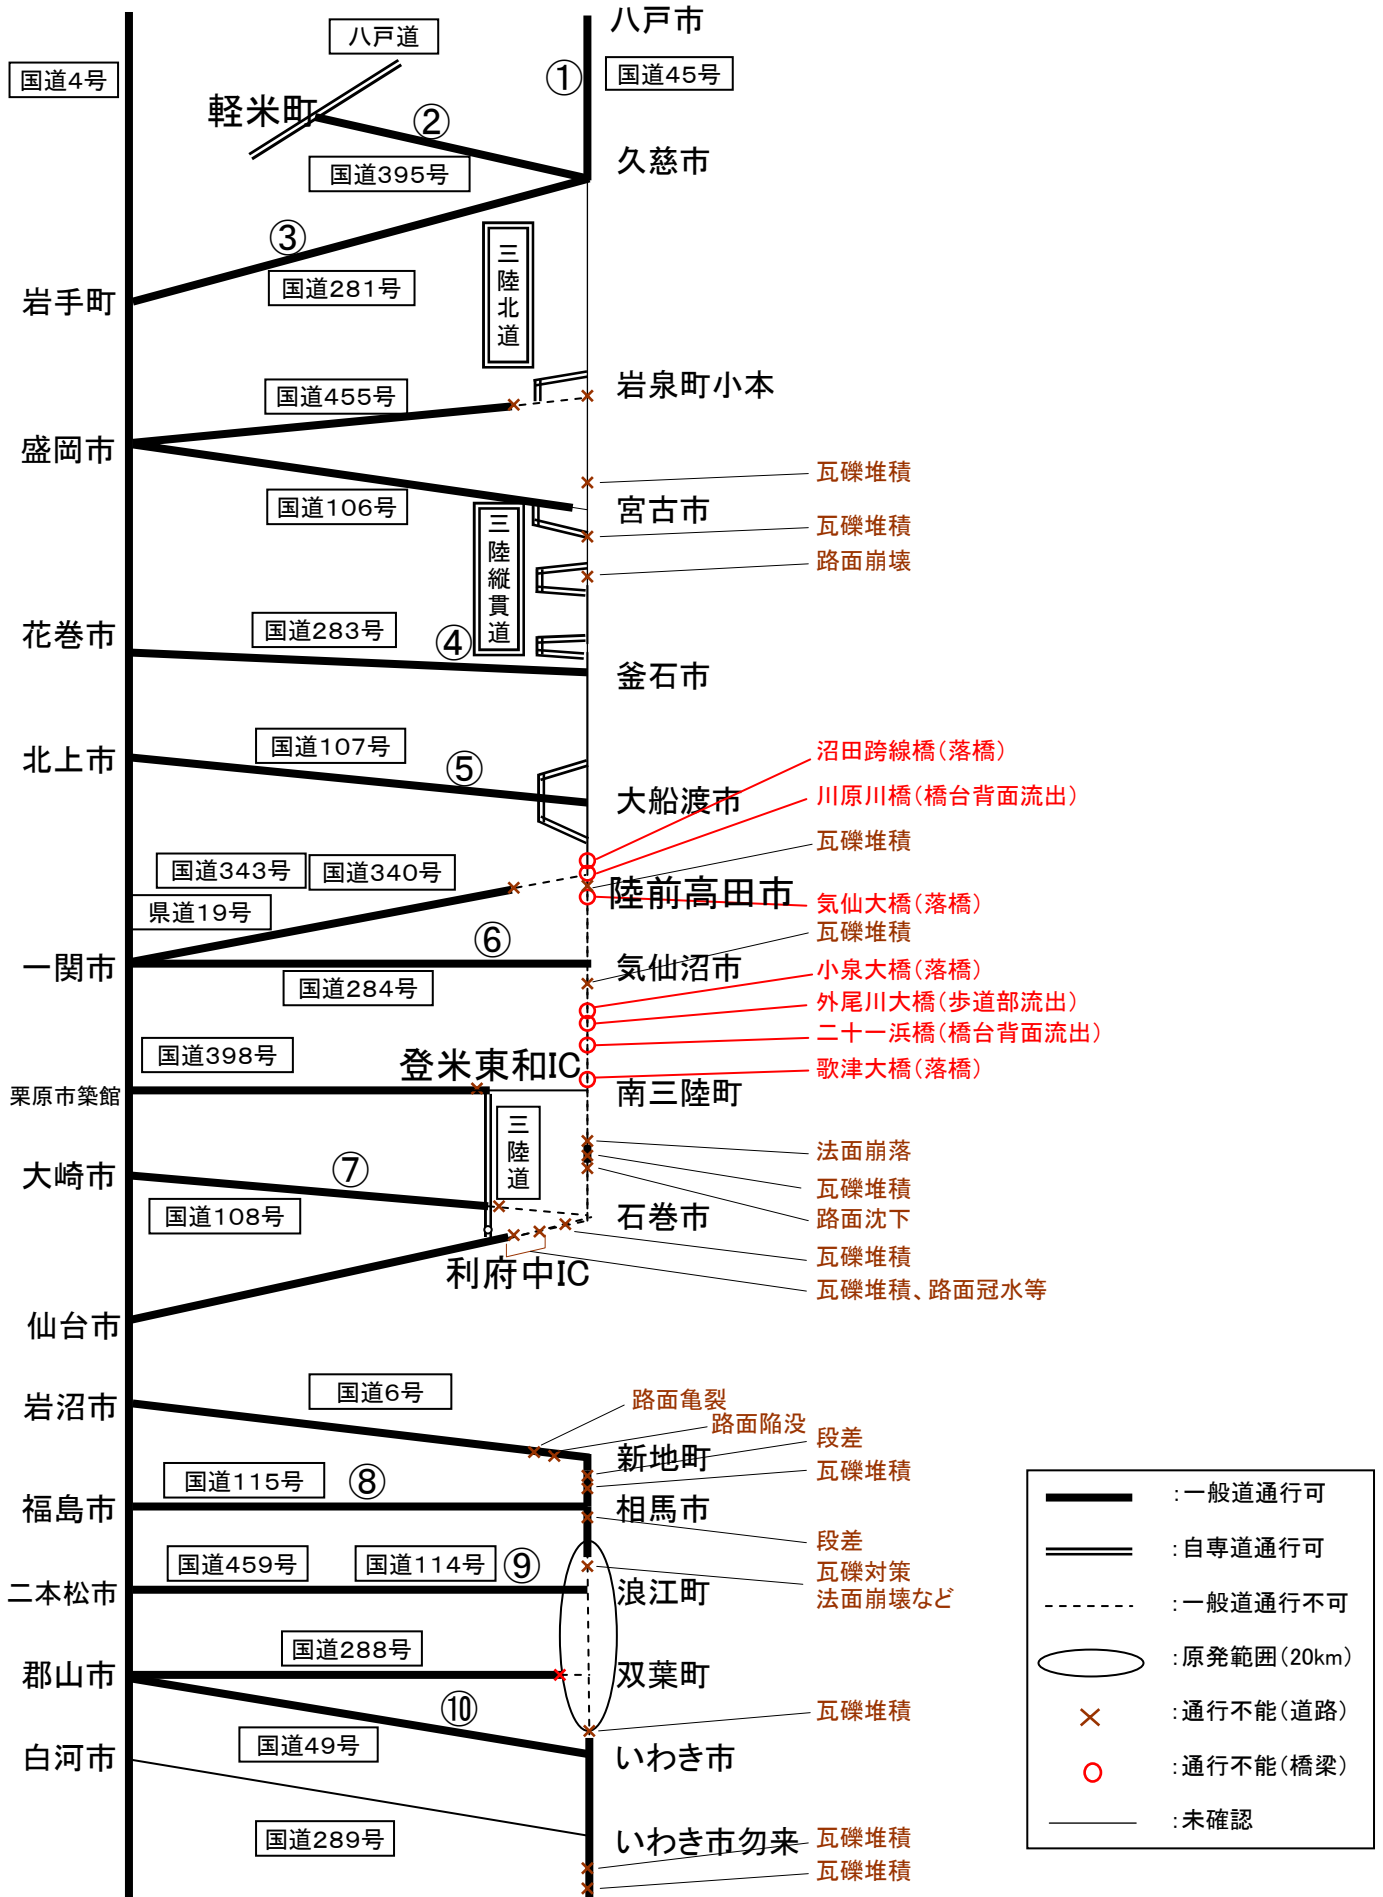 八戸市
八戸道
国道4号
①
国道45号
軽米町
②
久慈市
国道395号
③
三陸北道
国道281号
岩手町
岩泉町小本
国道455号
盛岡市
瓦礫堆積
国道106号
宮古市
瓦礫堆積
三陸縦貫道
路面崩壊
国道283号
花巻市
④
釜石市
国道107号
北上市
沼田跨線橋(落橋)
⑤
大船渡市
川原川橋(橋台背面流出)
瓦礫堆積
国道343号
国道340号
陸前高田市
県道19号
気仙大橋(落橋)
⑥
瓦礫堆積
一関市
気仙沼市
小泉大橋(落橋)
国道284号
外尾川大橋(歩道部流出)
二十一浜橋(橋台背面流出)
国道398号
登米東和IC
歌津大橋(落橋)
栗原市築館
南三陸町
三陸道
法面崩落
⑦
大崎市
瓦礫堆積
国道108号
石巻市
路面沈下
瓦礫堆積
利府中IC
瓦礫堆積、路面冠水等
仙台市
国道6号
路面亀裂
岩沼市
路面陥没
段差
新地町
瓦礫堆積
国道115号
⑧
福島市
相馬市
段差
国道459号
国道114号
⑨
瓦礫対策
法面崩壊など
二本松市
浪江町
国道288号
郡山市
双葉町
⑩
瓦礫堆積
国道49号
白河市
いわき市
国道289号
いわき市勿来
瓦礫堆積
瓦礫堆積
:一般道通行可
:自専道通行可
:一般道通行不可
:原発範囲(20km)
:通行不能(道路)
:通行不能(橋梁)
:未確認